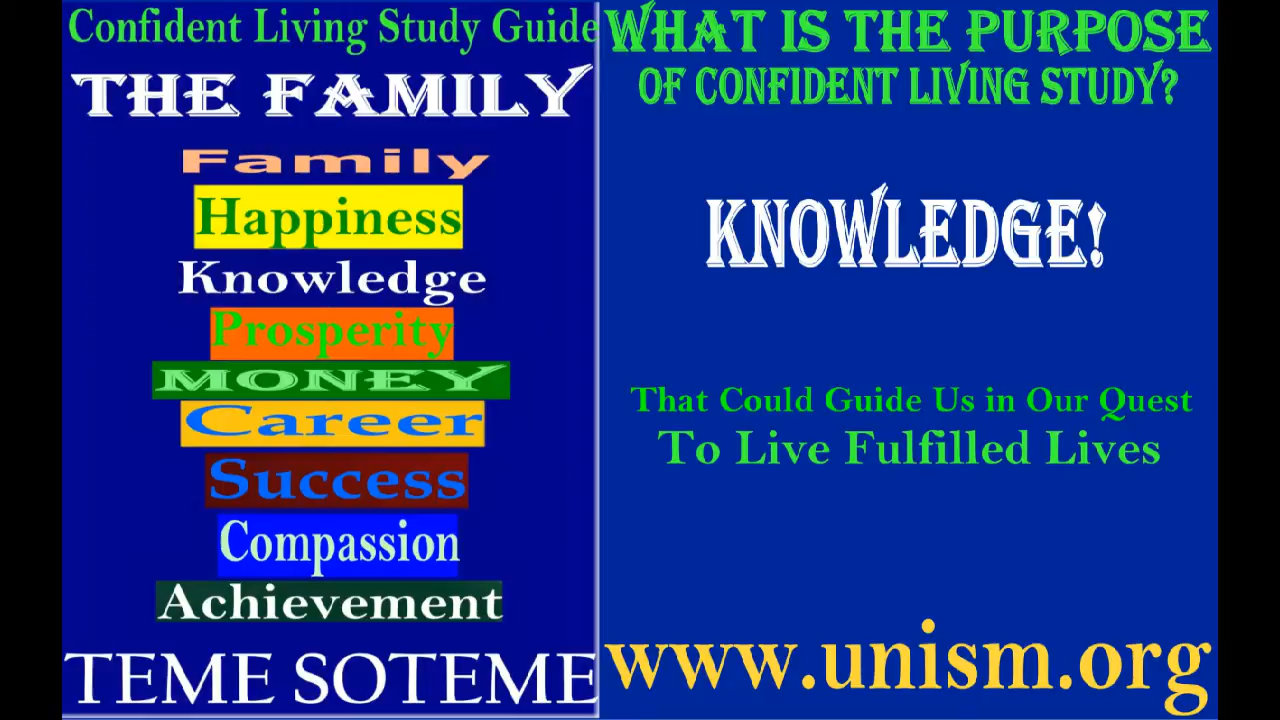 Confident Living Study Guide
THE FAMILY
Family
Happiness
Knowledge
Prosperity
MONEY
Career
Success
Compassion
Achievement
TEME SOTEME
WHAT IS THE PURPOSE
OF CONFIDENT LIVING STUDY?
KNOWLEDGE!
That Could Guide Us in Our Quest
To Live Fulfilled Lives
www.unism.org